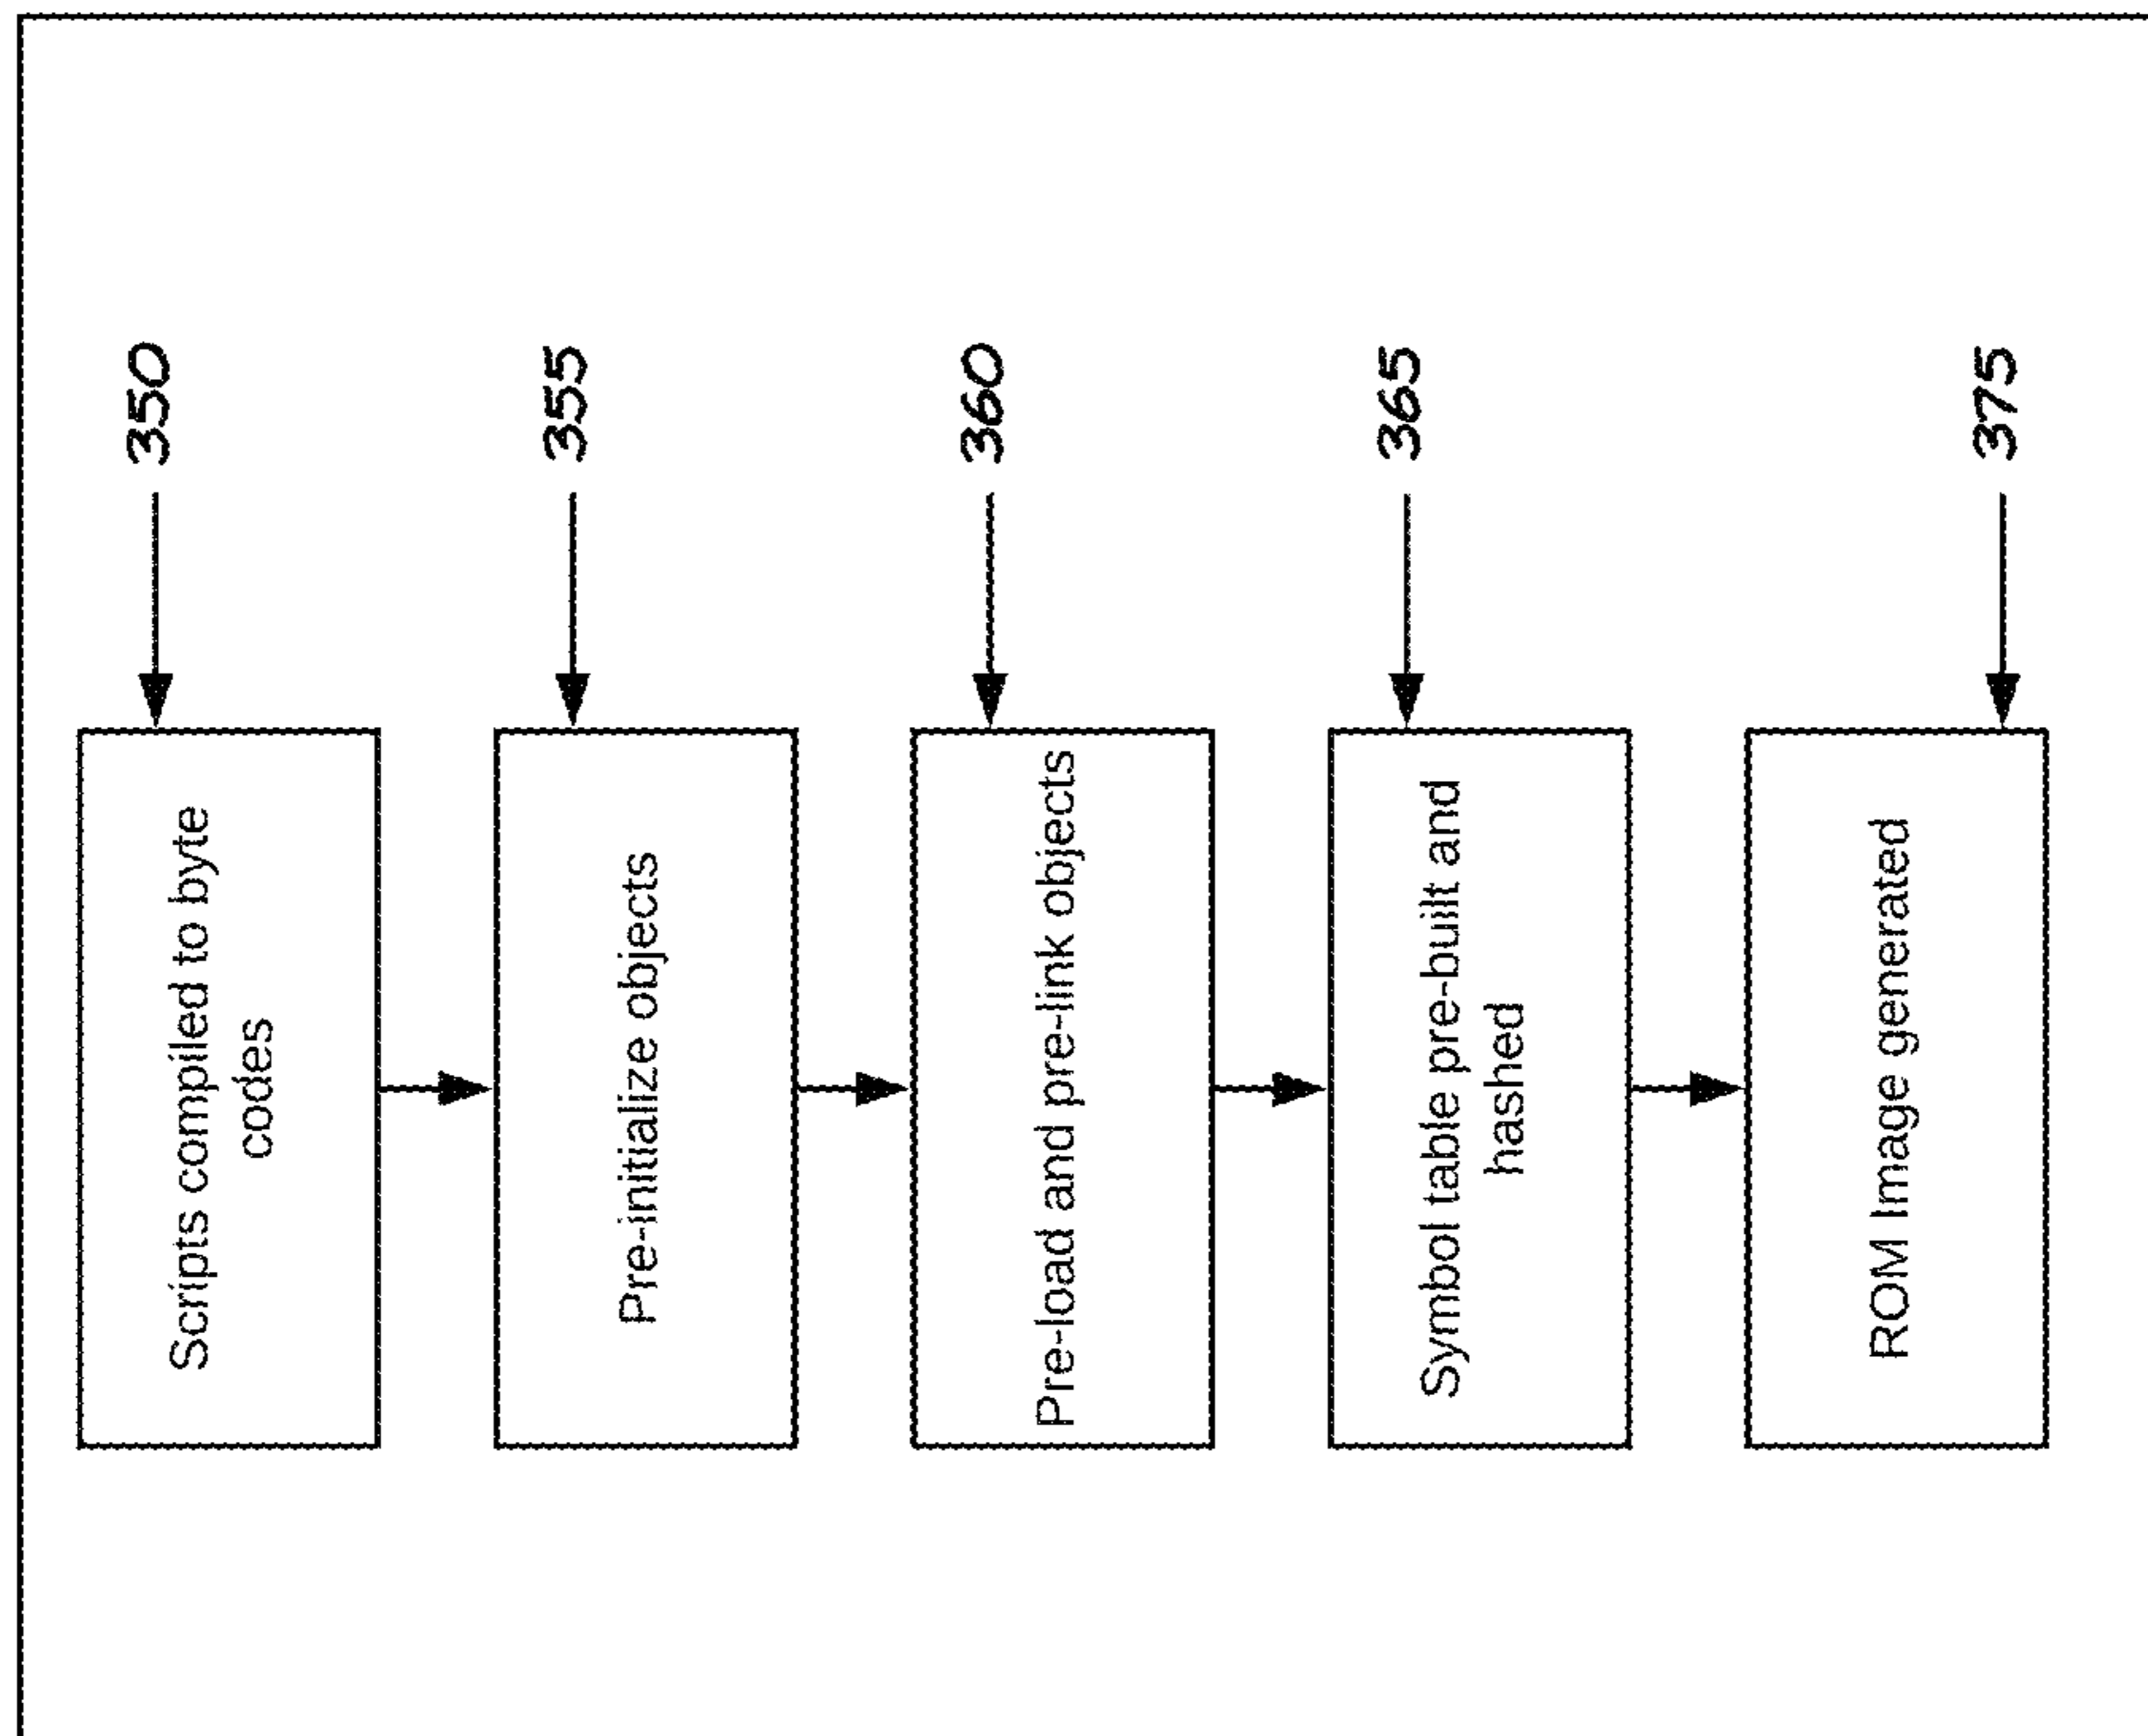 Scripts compiled to byte
codes
350
Pre-initialize objects
355
Pre-load and pre-link objects
360
Symbol table pre-built and
hashed
365
ROM Image generated
375